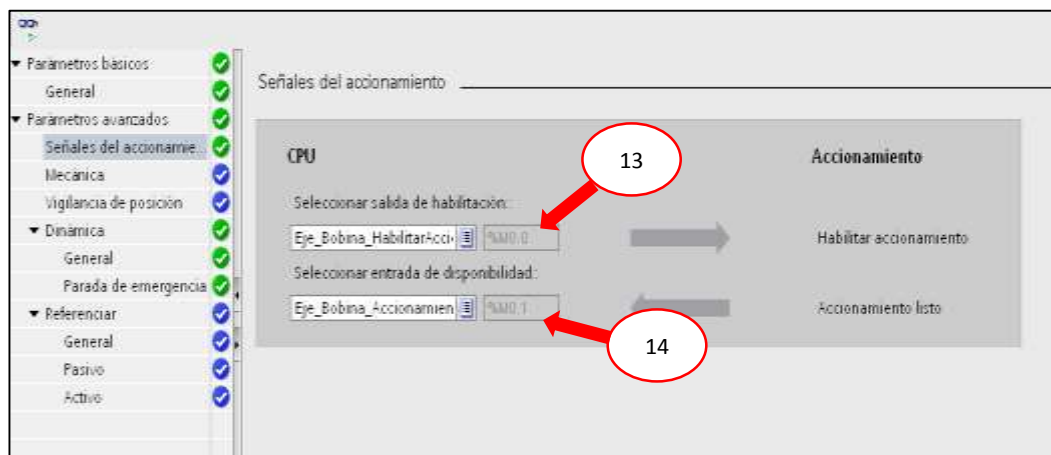 Parámetros básicos
General
Parámetros avanzados
Señales del accionamie...
Mecánica
Vigilancia de posición
Dinámica
General
Parada de emergencia
Referenciar
General
Pasivo
Activo
Señales del accionamiento
CPU
Accionamiento
13
Seleccionar salida de habilitación:
Eje_Bobina_HabilitarAcci
%M0.0
Habilitar accionamiento
Seleccionar entrada de disponibilidad:
Eje_Bobina_Accionamien
%M0.1
Accionamiento listo
14